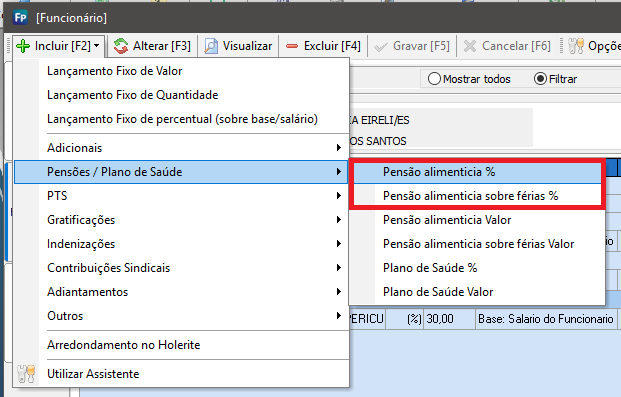 Fp [Funcionário]
Incluir [F2] Alterar [F3] Visualizar Excluir [F4] Gravar [F5] Cancelar [F6] Opçõe
Lançamento Fixo de Valor
Mostrar todos Filtrar
Lançamento Fixo de Quantidade
Lançamento Fixo de percentual (sobre base/salário)
A EIRELI/ES
OS SANTOS
Adicionais
Pensões / Plano de Saúde
PTS
Gratificações
Indenizações
Contribuições Sindicais
Adiantamentos
Outros
Arredondamento no Holerite
Utilizar Assistente
Pensão alimenticia %
Pensão alimenticia sobre férias %
Pensão alimenticia Valor
Pensão alimenticia sobre férias Valor
Plano de Saúde %
Plano de Saúde Valor
PERICU (%) 30,00 Base: Salario do Funcionario